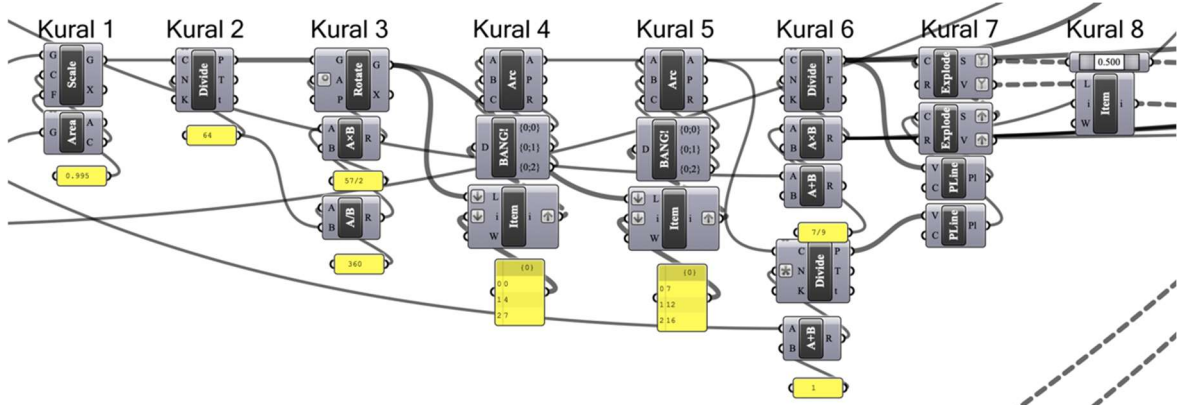 Kural 1
Kural 2
Kural 3
Kural 4
Kural 5
Kural 6
Kural 7
Kural 8
G
C
F
Scale
G
X
G
Area
A
C
0.995
C
N
K
Divide
P
T
t
64
G
A
P
Rotate
G
X
A
B
A×B
R
57/2
A
B
A/B
R
360
A
B
C
Arc
A
R
L
D
BANG!
{0;0}
{0;1}
{0;2}
L
i
W
Item
i
{0}
0 0
1 4
2 7
A
B
C
Arc
A
R
L
D
BANG!
{0;0}
{0;1}
{0;2}
L
i
W
Item
i
{0}
0 7
1 12
2 16
C
N
K
Divide
P
T
t
A
B
A×B
R
A
B
A+B
R
7/9
C
N
K
Divide
P
T
t
A
B
A+B
R
1
C
R
Explode
S
V
C
R
Explode
S
V
V
C
PLine
Pl
V
C
PLine
Pl
0.500
L
i
W
Item
i